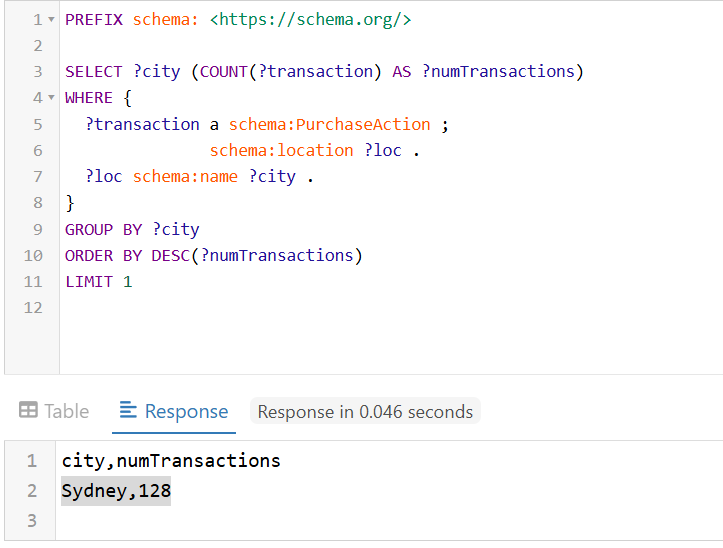 1 PREFIX schema: <https://schema.org/>
2
3 SELECT ?city (COUNT(?transaction) AS ?numTransactions)
4 WHERE {
5 ?transaction a schema:PurchaseAction ;
6 schema:location ?loc .
7 ?loc schema:name ?city .
8 }
9 GROUP BY ?city
10 ORDER BY DESC(?numTransactions)
11 LIMIT 1
12
Table Response Response in 0.046 seconds
1 city,numTransactions
2 Sydney,128
3